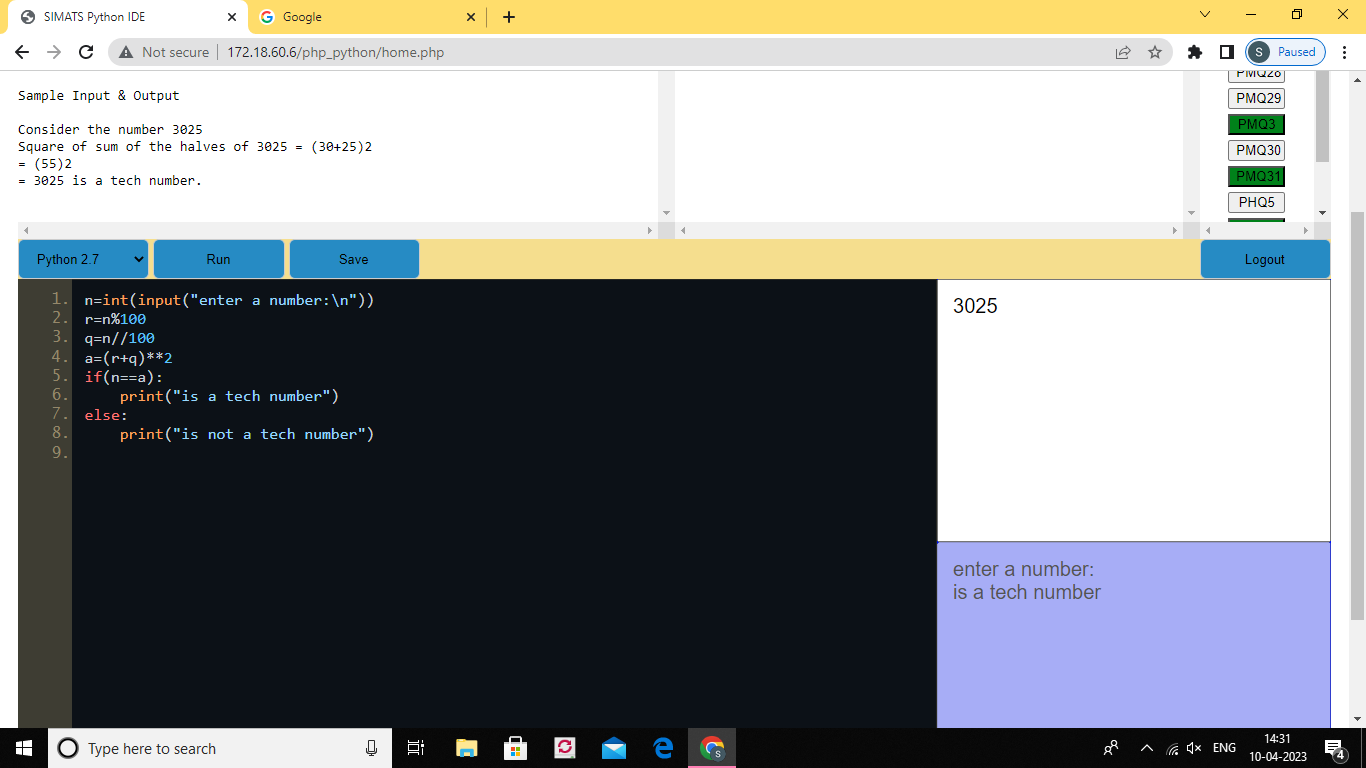 SIMATS Python IDE
Google
Not secure
172.18.60.6/php_python/home.php
S
Paused
Sample Input & Output
Consider the number 3025
Square of sum of the halves of 3025 = (30+25)2
= (55)2
= 3025 is a tech number.
PMQ28
PMQ29
PMQ3
PMQ30
PMQ31
PHQ5
Python 2.7
Run
Save
Logout
1. n=int(input("enter a number:\n"))
2. r=n%100
3. q=n//100
4. a=(r+q)**2
5. if(n==a):
6. print("is a tech number")
7. else:
8. print("is not a tech number")
9.
3025
enter a number:
is a tech number
Type here to search
S
ENG
14:31
10-04-2023
4